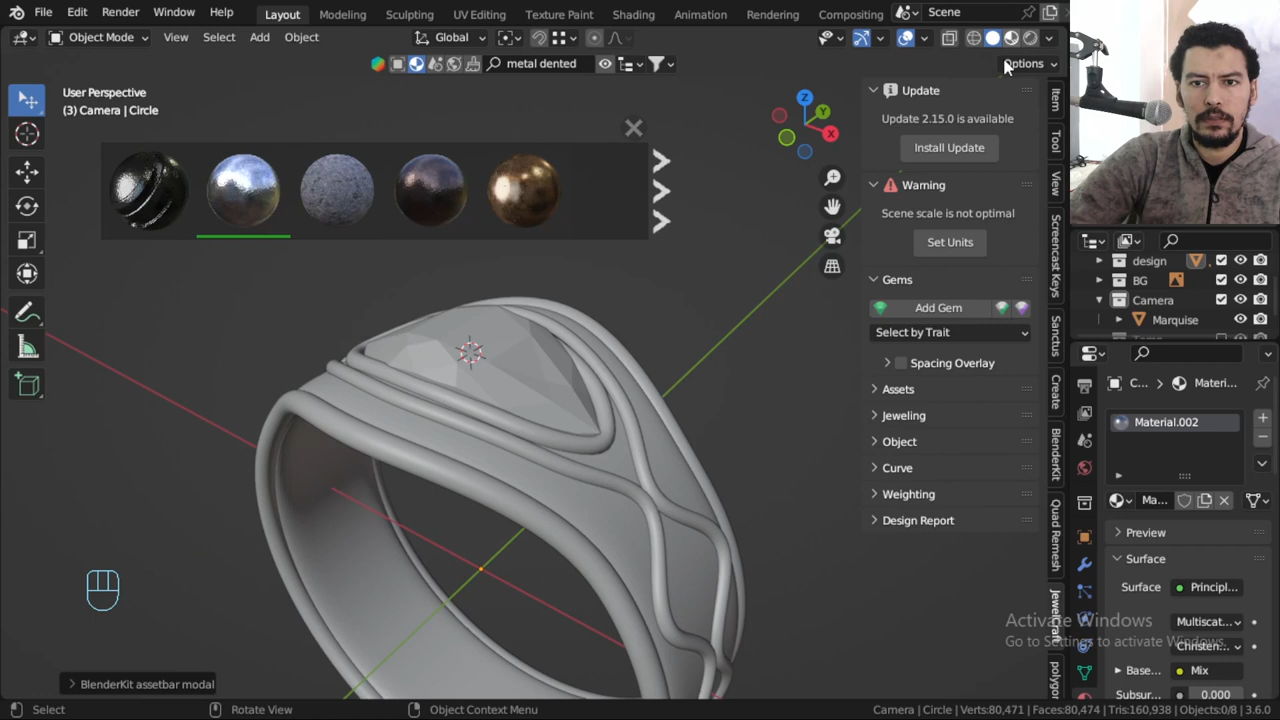 File Edit Render Window Help Layout Modeling Sculpting UV Editing Texture Paint Shading Animation Rendering Compositing Scene
Object Mode View Select Add Object Global
metal dented Options
User Perspective
(3) Camera | Circle
Z
Y
X
Update
Update 2.15.0 is available
Install Update
Warning
Scene scale is not optimal
Set Units
Gems
Add Gem
Select by Trait
Spacing Overlay
Assets
Jeweling
Object
Curve
Weighting
Design Report
Item
Tool
View
Screencast Keys
Sanctus
Create
BlenderKit
Quad Remesh
JewelCraft
polygon
design
BG
Camera
Marquise
C... > Materi...
Material.002
Ma...
Preview
Surface
Surface Princip...
Multiscat...
Christen...
Base... Mix
Subsur... 0.000
Activate Windows
Go to Settings to activate Windows.
BlenderKit assetbar modal
Select Rotate View Object Context Menu Camera | Circle | Verts:80,471 | Faces:80,474 | Tris:160,938 | Objects:0/8 | 3.6.0